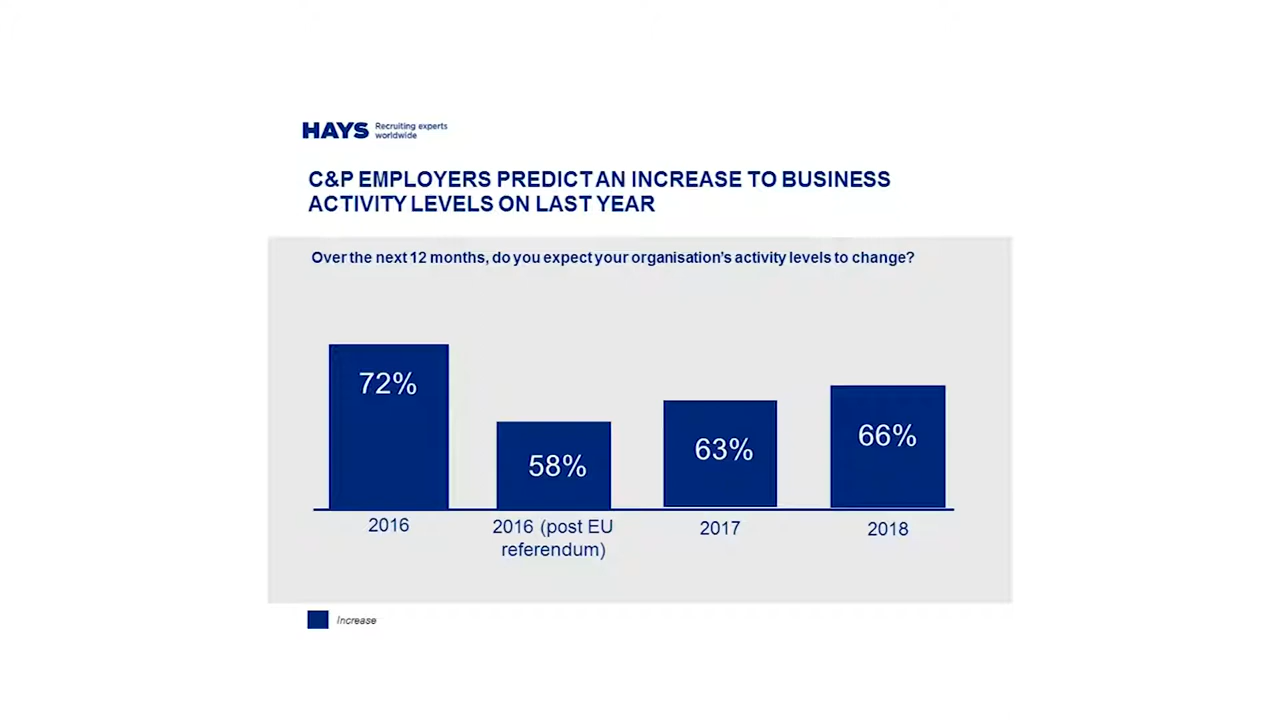 HAYS Recruiting experts
worldwide
C&P EMPLOYERS PREDICT AN INCREASE TO BUSINESS
ACTIVITY LEVELS ON LAST YEAR
Over the next 12 months, do you expect your organisation's activity levels to change?
72%
58%
63%
66%
2016
2016 (post EU
referendum)
2017
2018
Increase